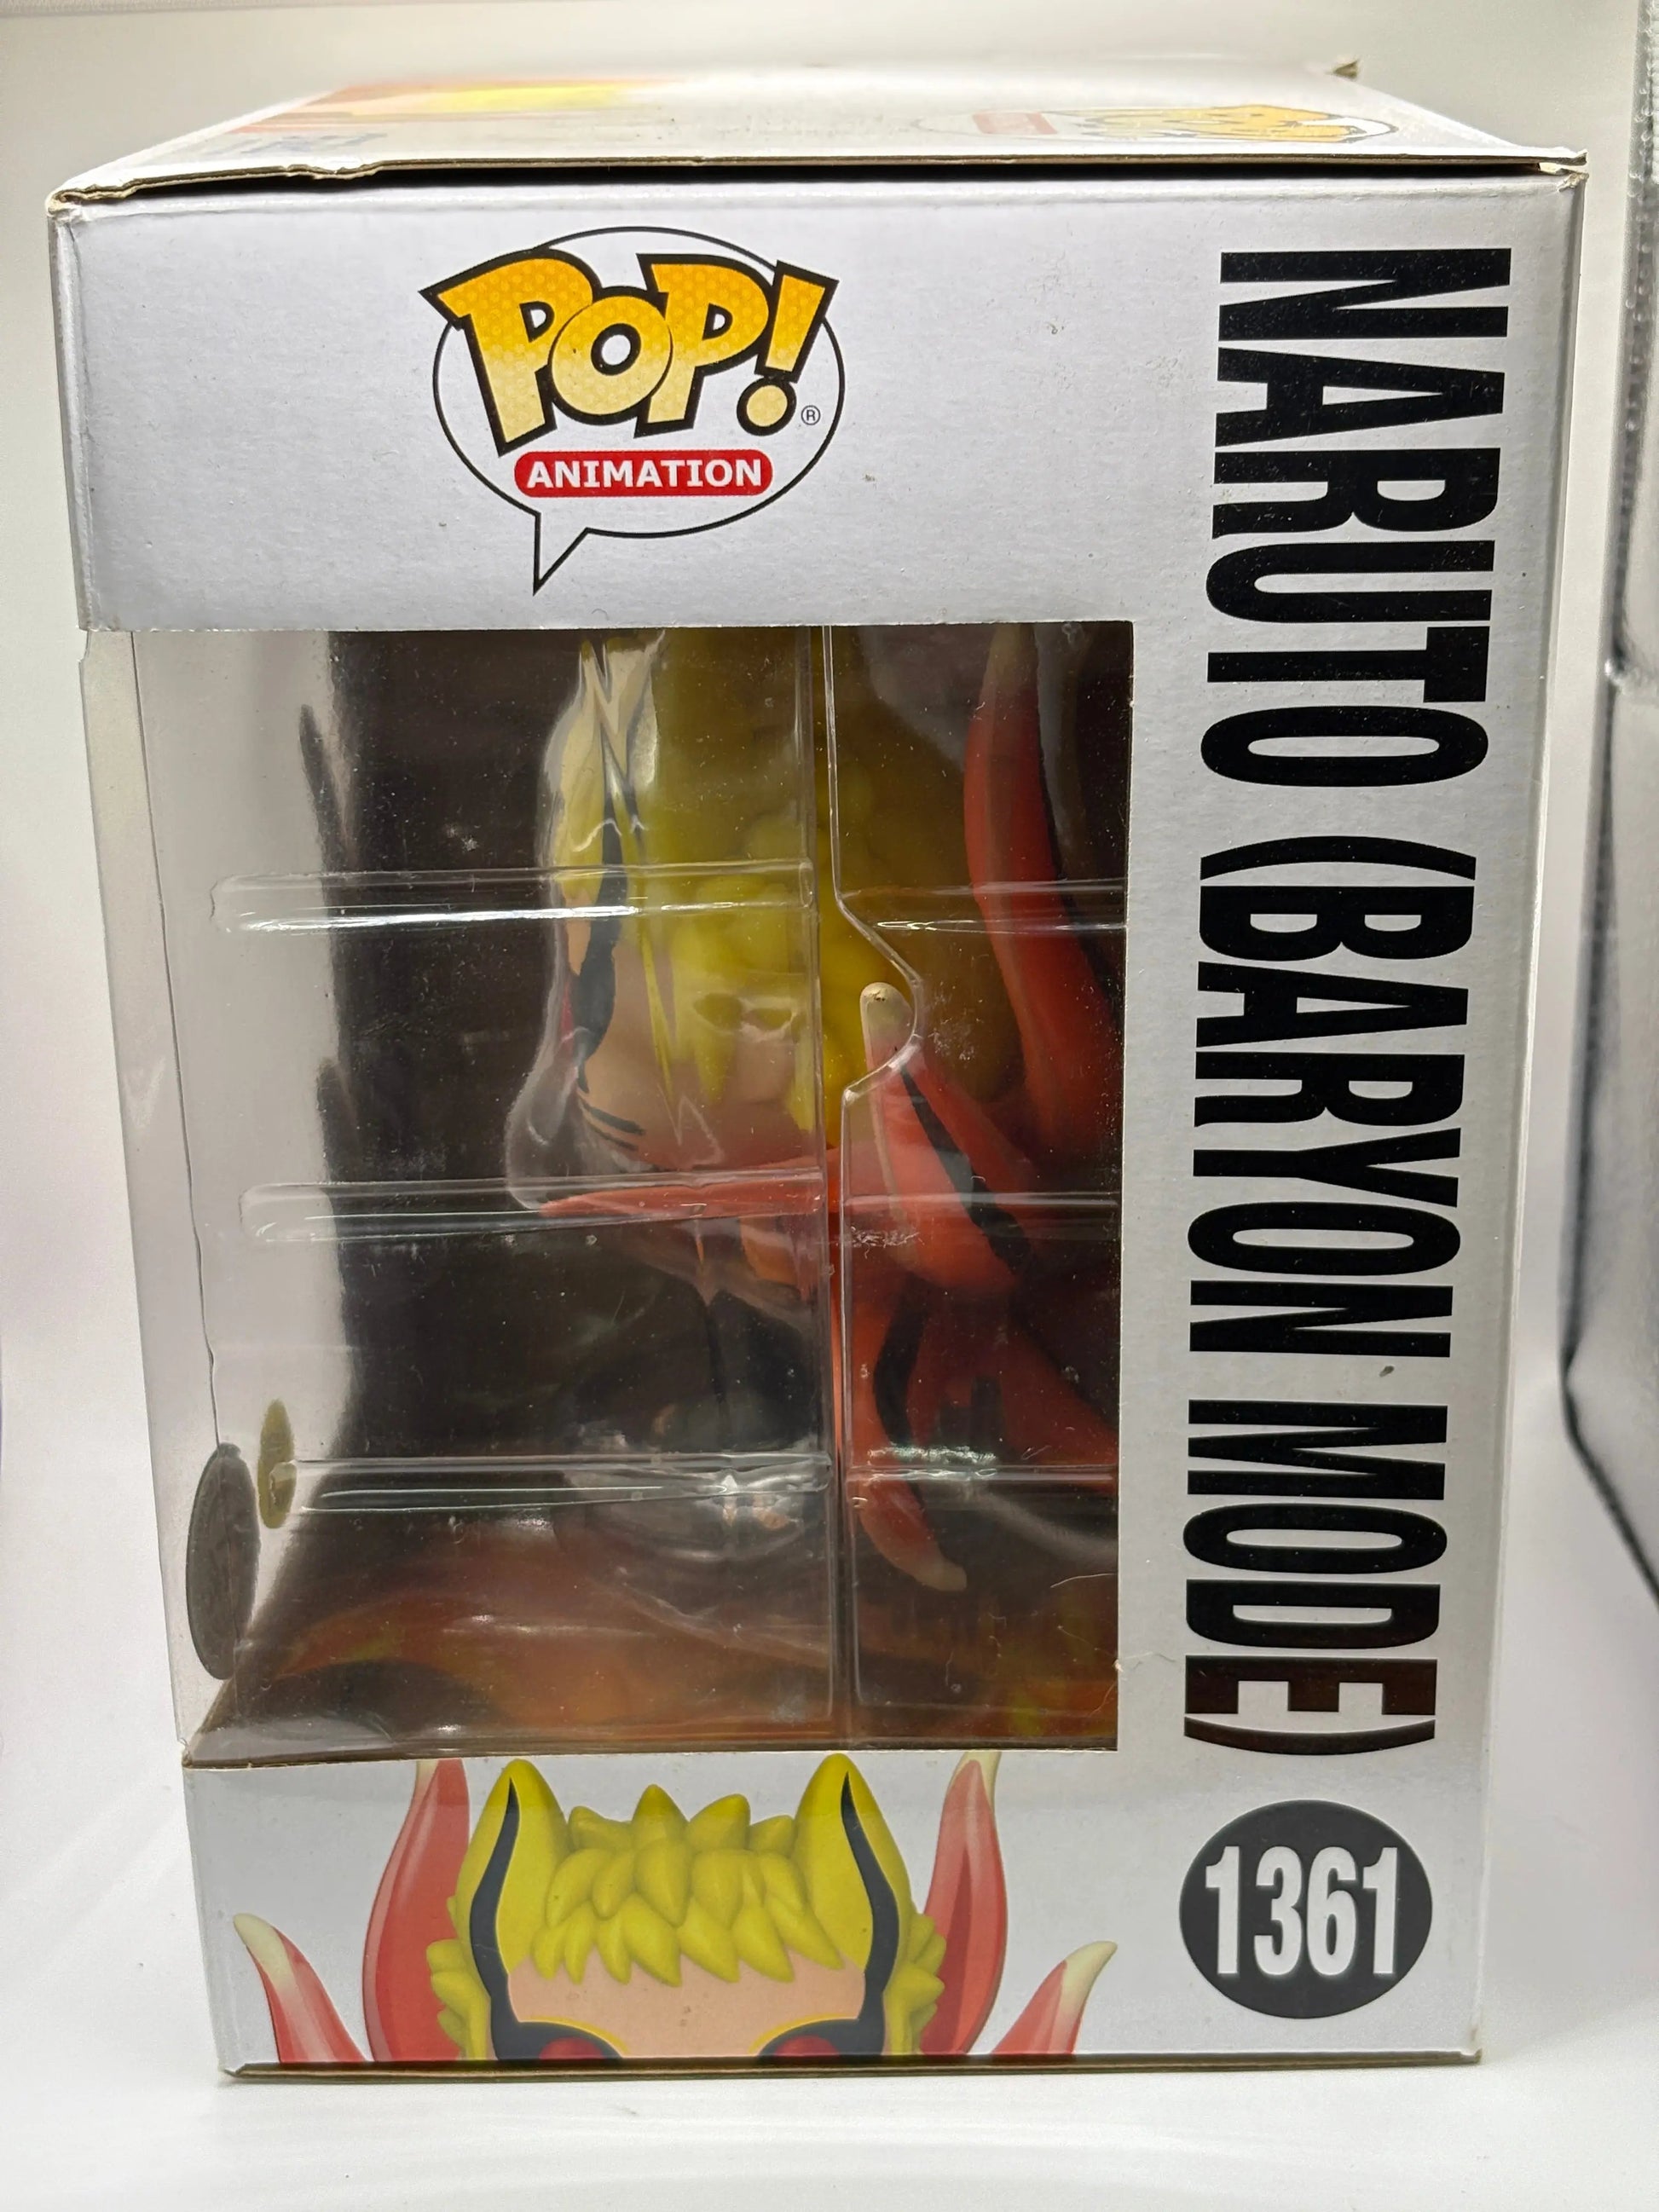 POP!®
ANIMATION
NARUTO (BARYON MODE)
1361